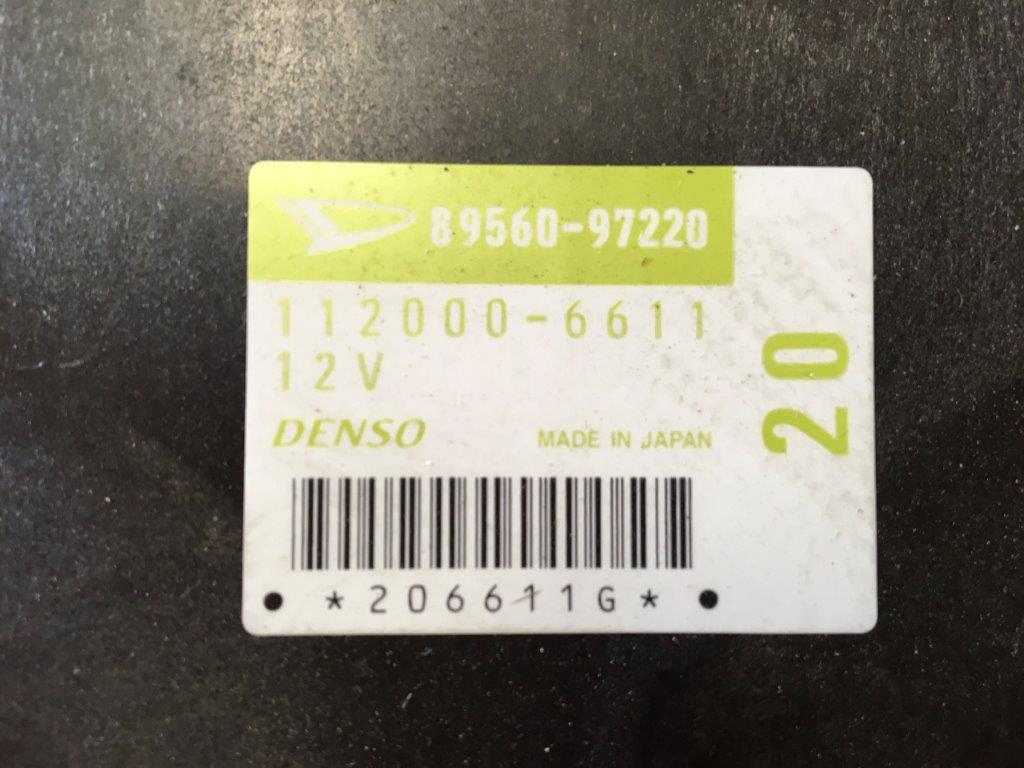 89560-97220
112000-6611
12V
DENSO MADE IN JAPAN
20
*206611G*